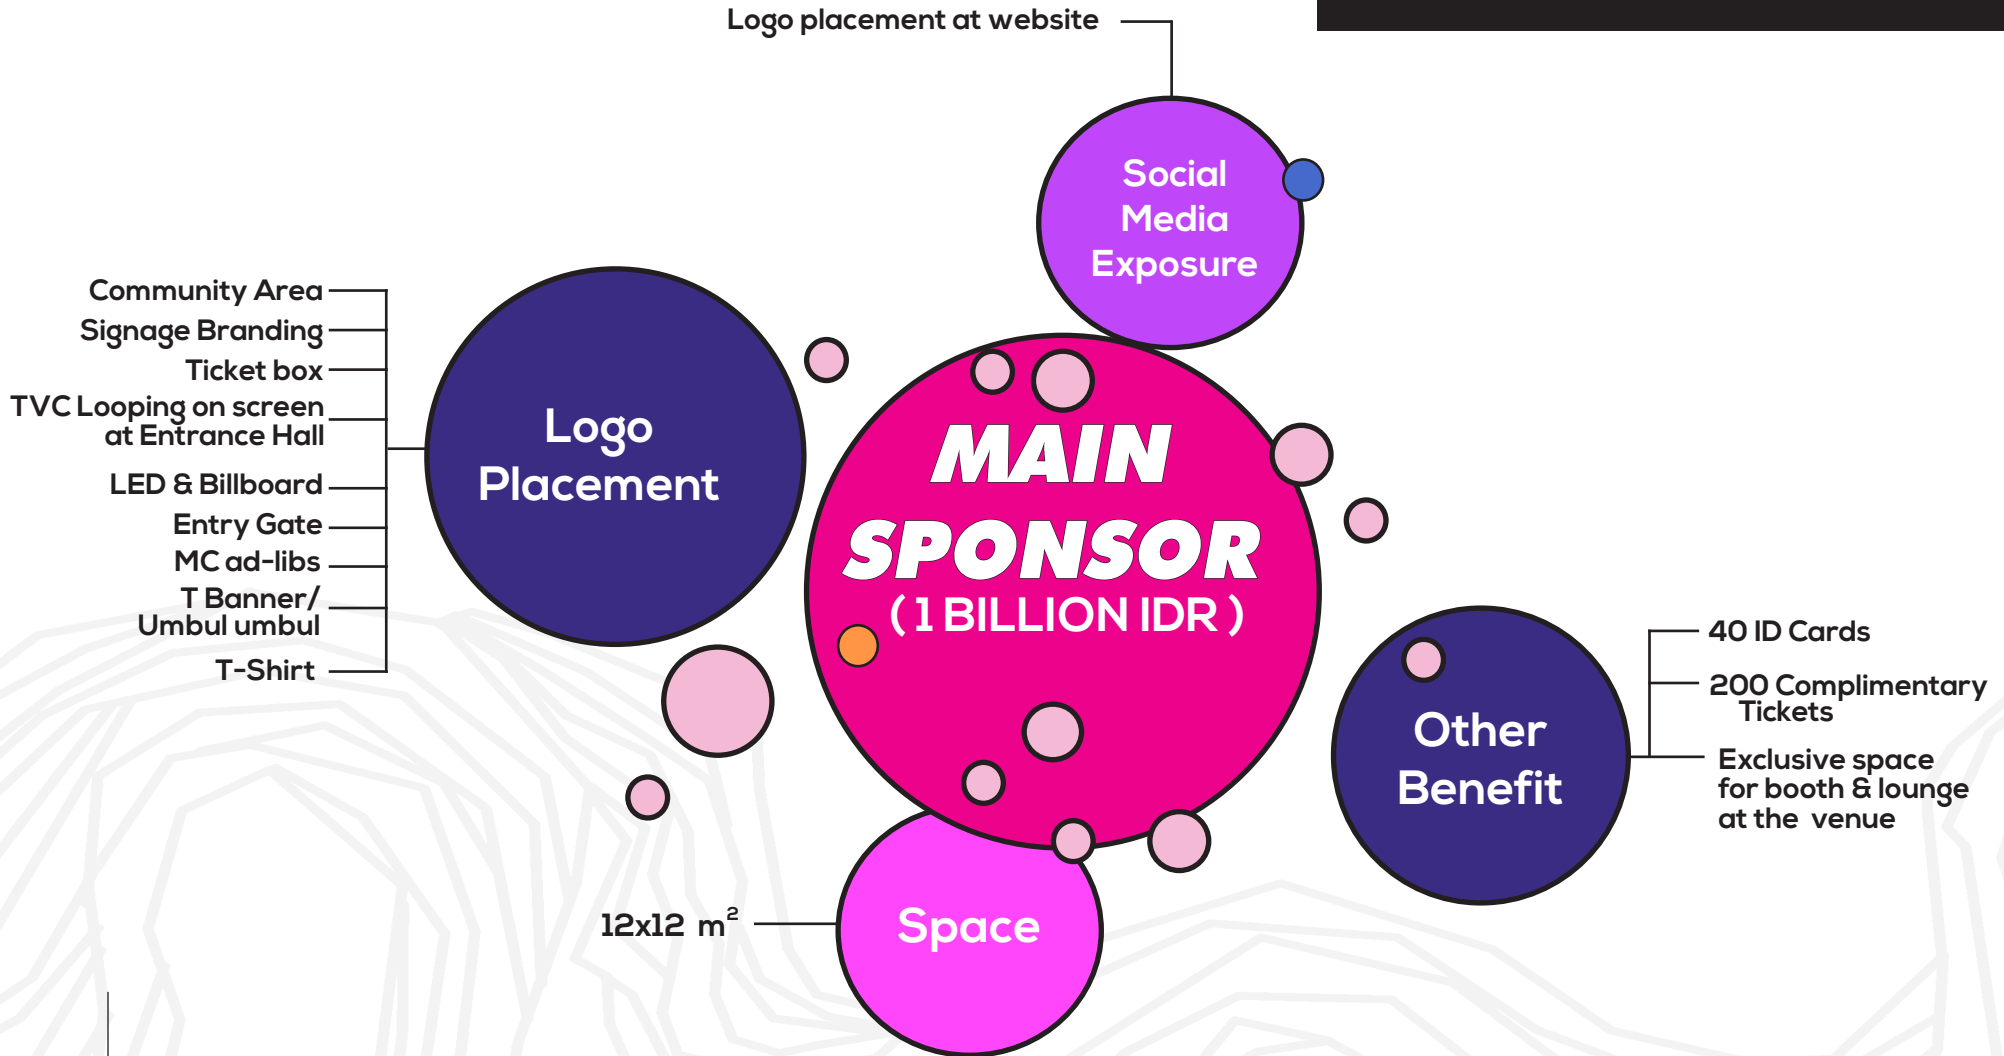 Logo placement at website
Social
Media
Exposure
Community Area
Signage Branding
Ticket box
TVC Looping on screen
at Entrance Hall
LED & Billboard
Entry Gate
MC ad-libs
T Banner/
Umbul umbul
T-Shirt
Logo
Placement
MAIN
SPONSOR
( 1 BILLION IDR )
Other
Benefit
40 ID Cards
200 Complimentary
Tickets
Exclusive space
for booth & lounge
at the venue
12x12 m²
Space